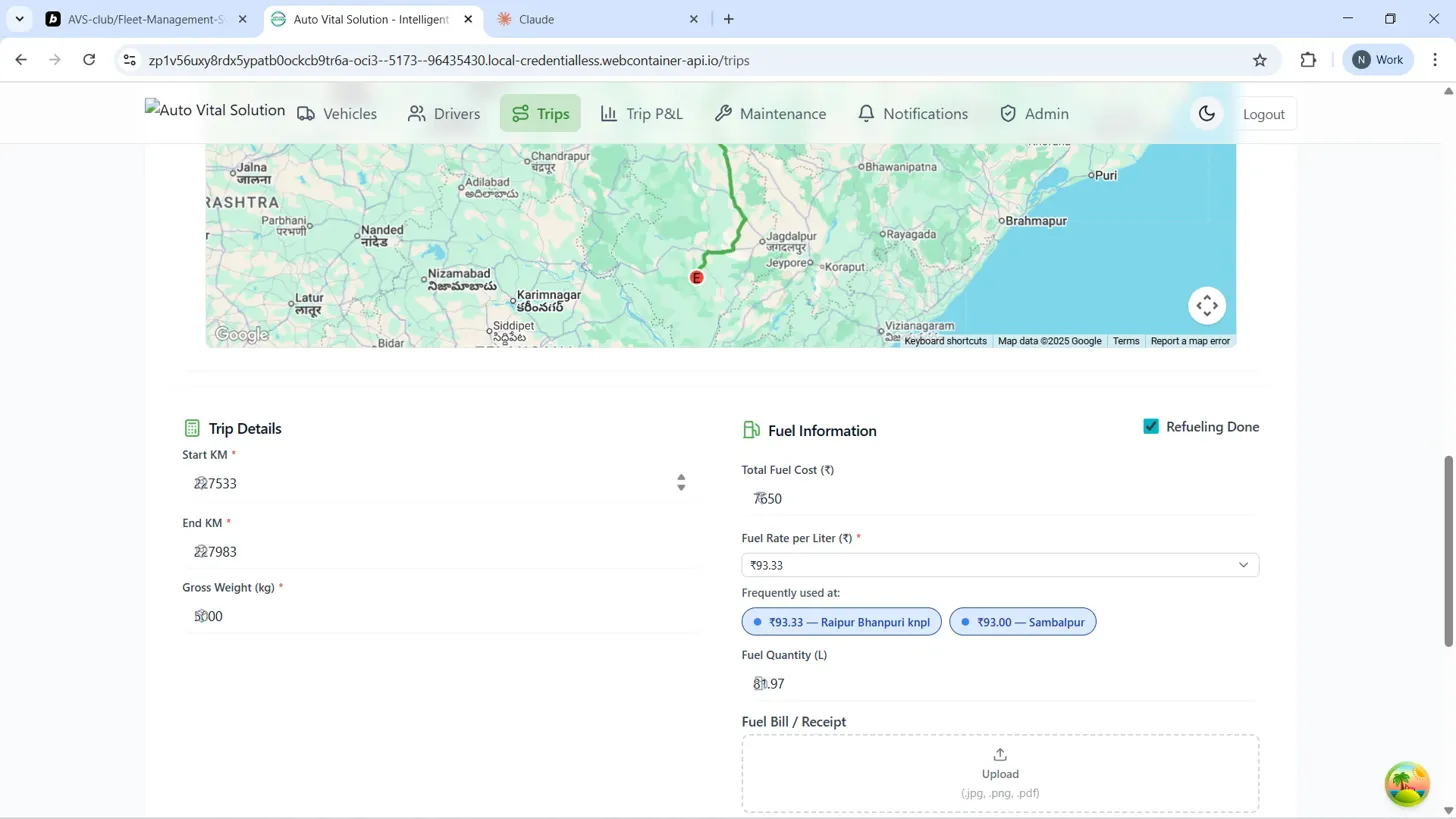 AVS-club/Fleet-Management-S
Auto Vital Solution - Intelligent
Claude
zp1v56uxy8rdx5ypatb0ockcb9tr6a-oci3--5173--96435430.local-credentialless.webcontainer-api.io/trips
N Work
Auto Vital Solution
Vehicles
Drivers
Trips
Trip P&L
Maintenance
Notifications
Admin
Logout
Chandrapur
चंद्रपूर
Bhawanipatna
Jalna
जालना
Adilabad
ఆదిలాబాద్
Puri
RASHTRA
Parbhani
परभणी
Nanded
नांदेड
Brahmapur
Jagdalpur
जगदलपुर
Rayagada
Jeypore
Koraput
E
Nizamabad
నిజామాబాద్
Latur
लातूर
Karimnagar
కరీంనగర్
Siddipet
సిద్దిపేట
Vizianagaram
Bidar
Google
Keyboard shortcuts
Map data ©2025 Google
Terms
Report a map error
Trip Details
Start KM *
227533
End KM *
227983
Gross Weight (kg) *
5000
Fuel Information
Refueling Done
Total Fuel Cost (₹)
7650
Fuel Rate per Liter (₹) *
₹93.33
Frequently used at:
₹93.33 — Raipur Bhanpuri knpl
₹93.00 — Sambalpur
Fuel Quantity (L)
81.97
Fuel Bill / Receipt
Upload
(.jpg, .png, .pdf)